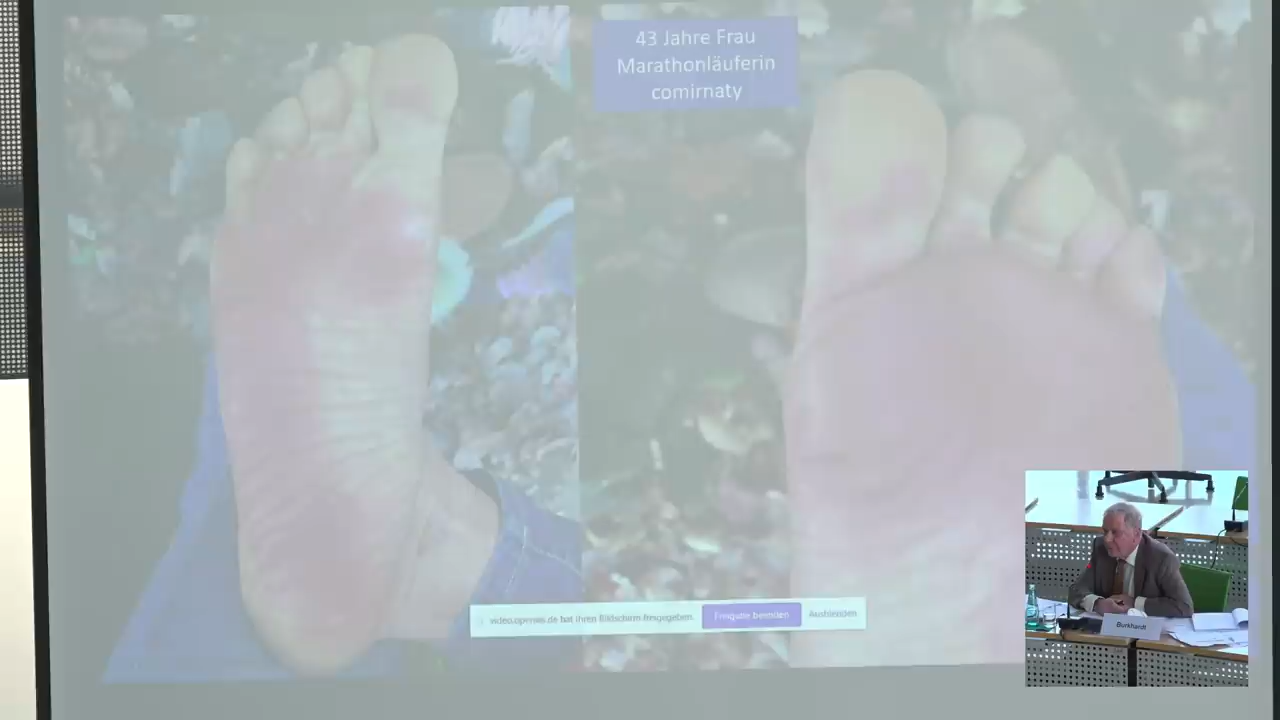 43 Jahre Frau
Marathonläuferin
comirnaty
video.openws.de hat Ihren Bildschirm freigegeben.
Freigabe beenden
Ausblenden
Burkhardt